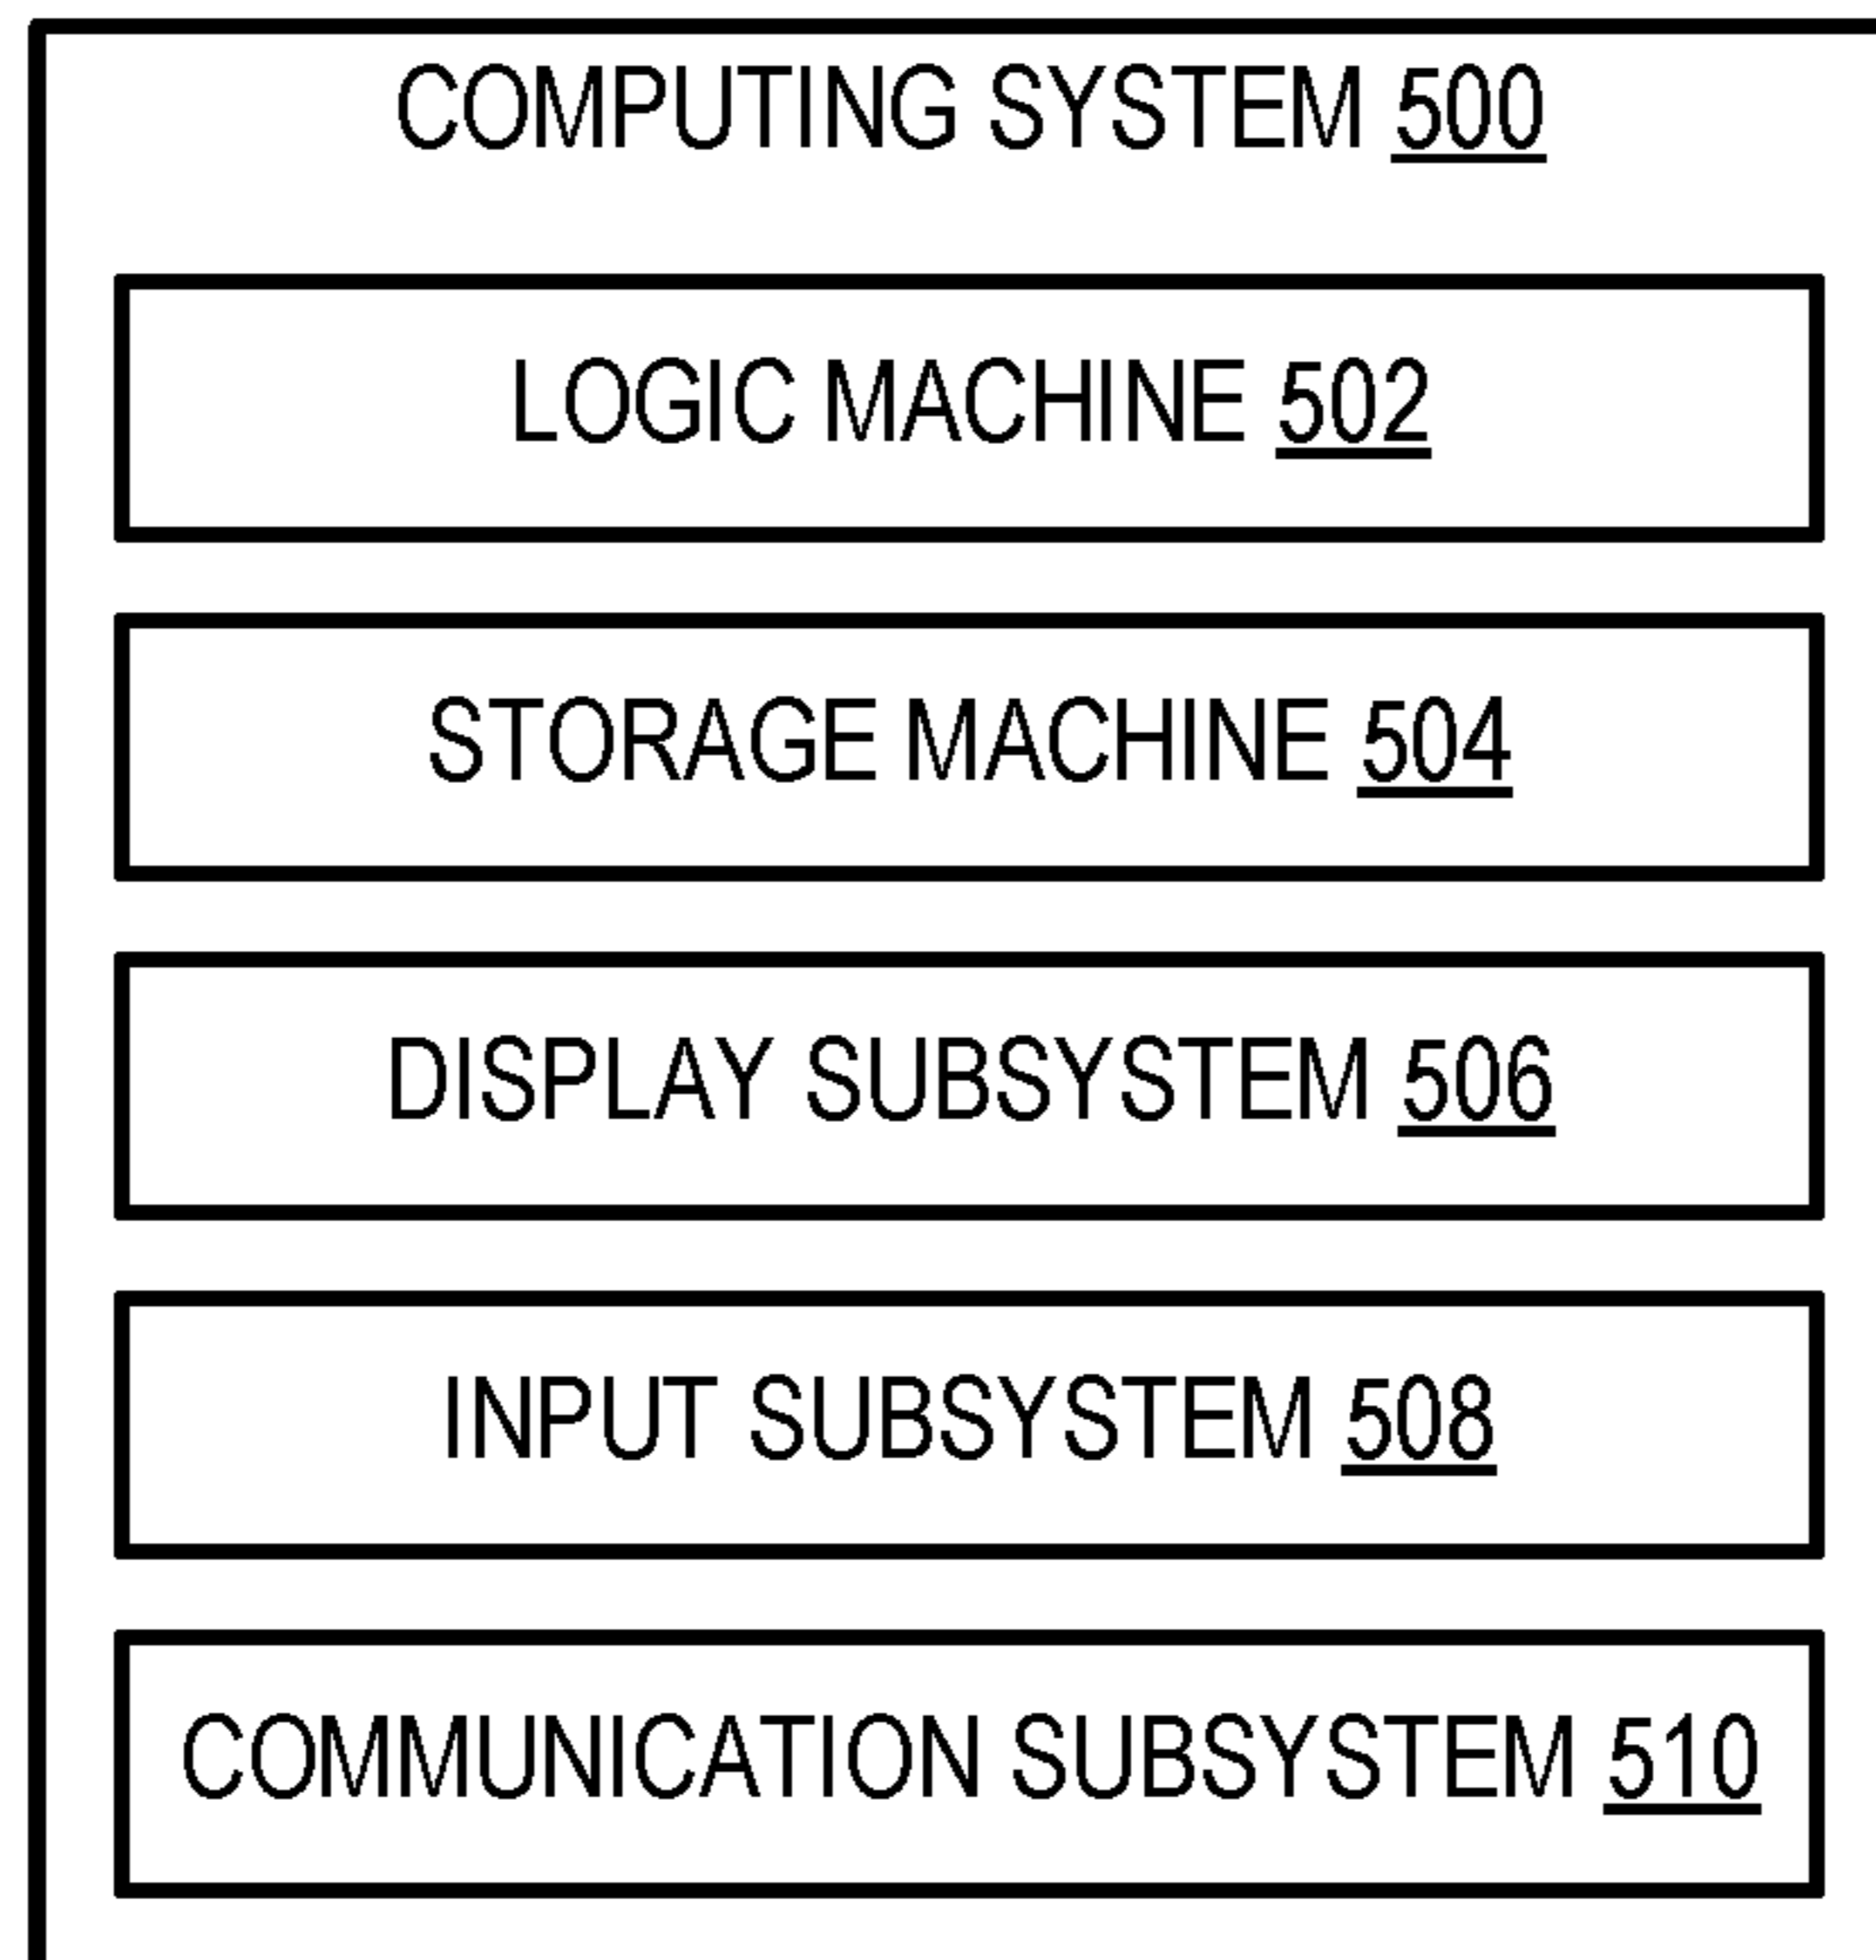 COMPUTING SYSTEM 500
LOGIC MACHINE 502
STORAGE MACHINE 504
DISPLAY SUBSYSTEM 506
INPUT SUBSYSTEM 508
COMMUNICATION SUBSYSTEM 510